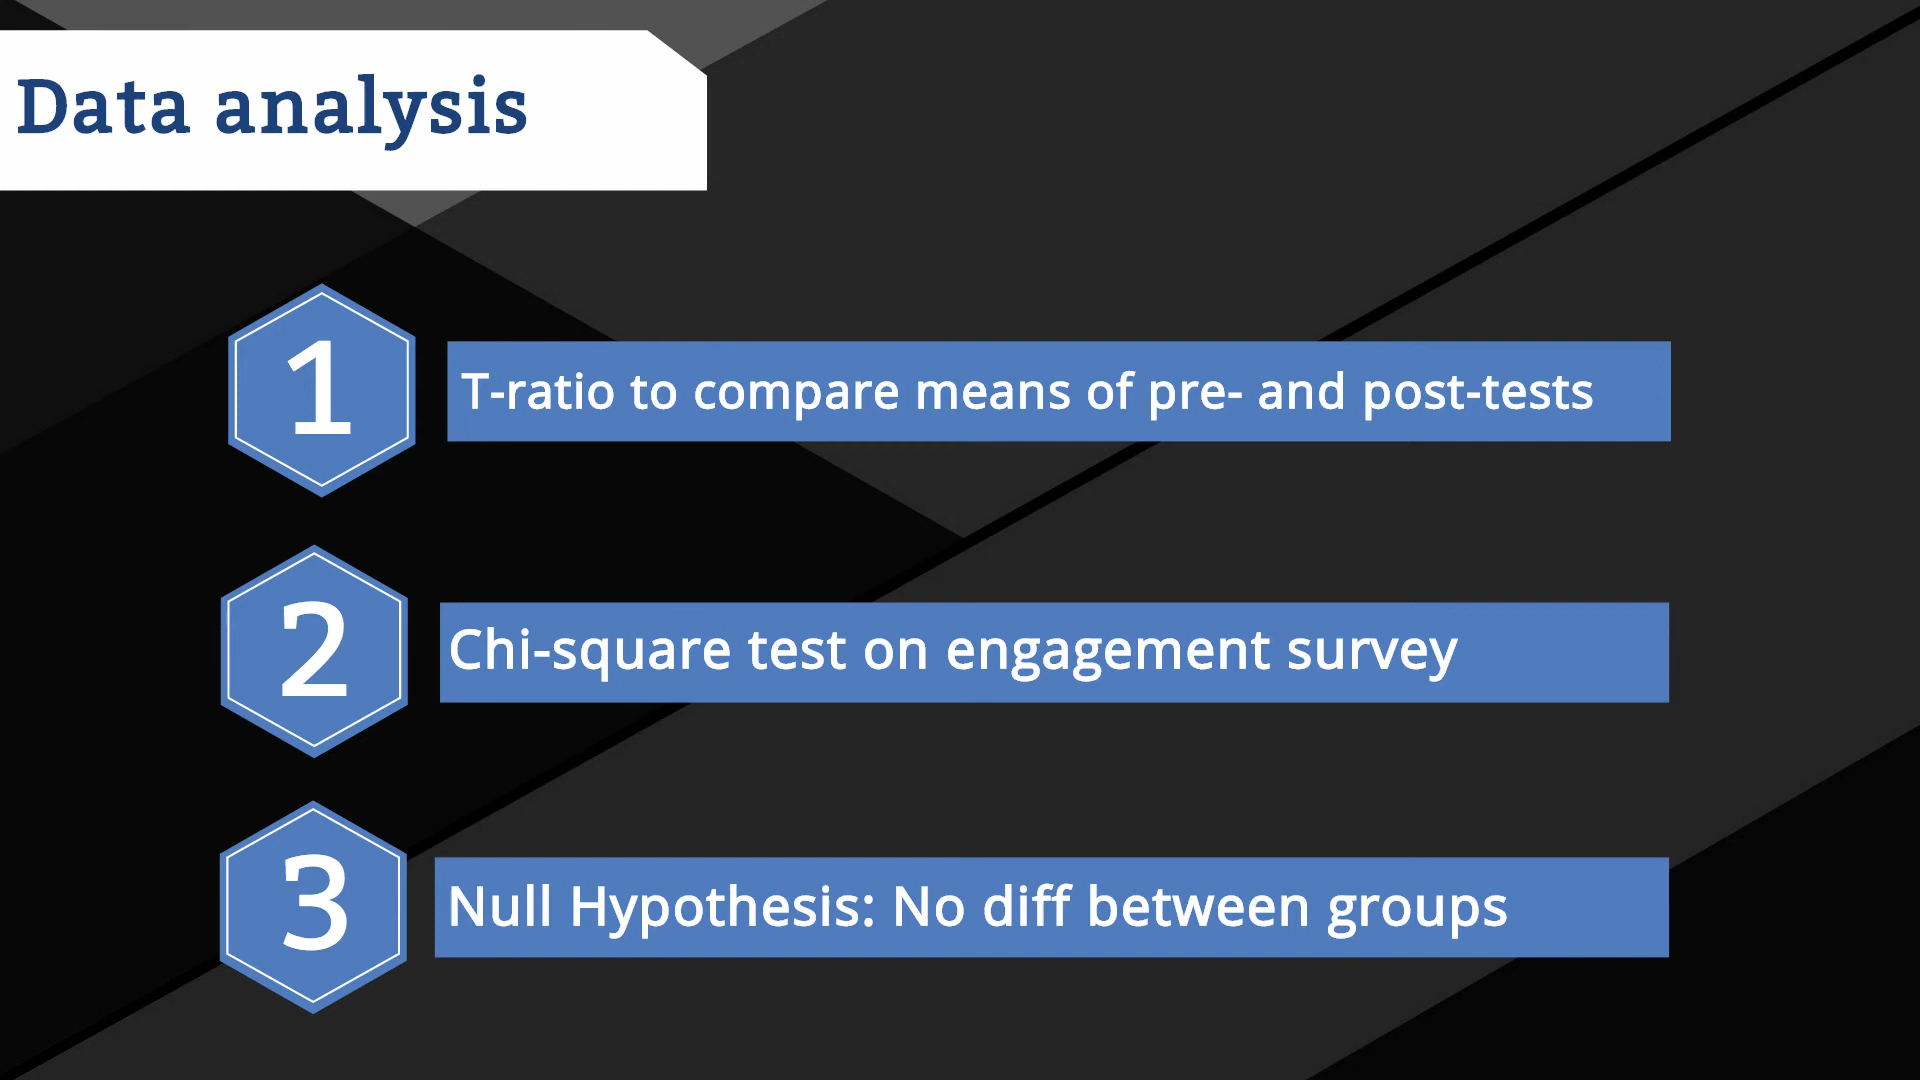 Data analysis
1
T-ratio to compare means of pre- and post-tests
2
Chi-square test on engagement survey
3
Null Hypothesis: No diff between groups